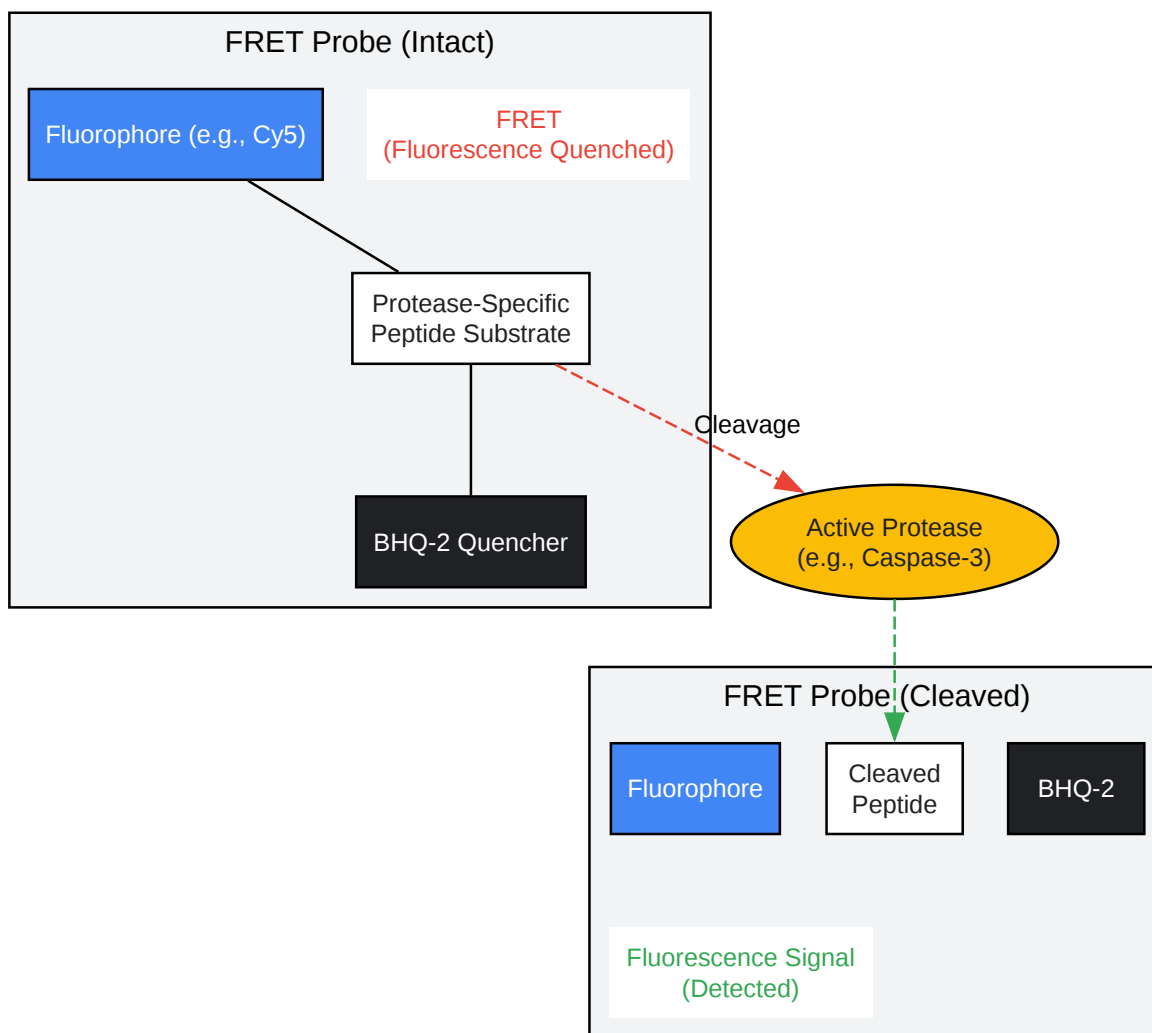 FRET Probe (Intact)
Fluorophore (e.g., Cy5)
FRET
(Fluorescence Quenched)
Protease-Specific
Peptide Substrate
Cleavage
BHQ-2 Quencher
Active Protease
(e.g., Caspase-3)
FRET Probe (Cleaved)
Fluorophore
Cleaved
Peptide
BHQ-2
Fluorescence Signal
(Detected)